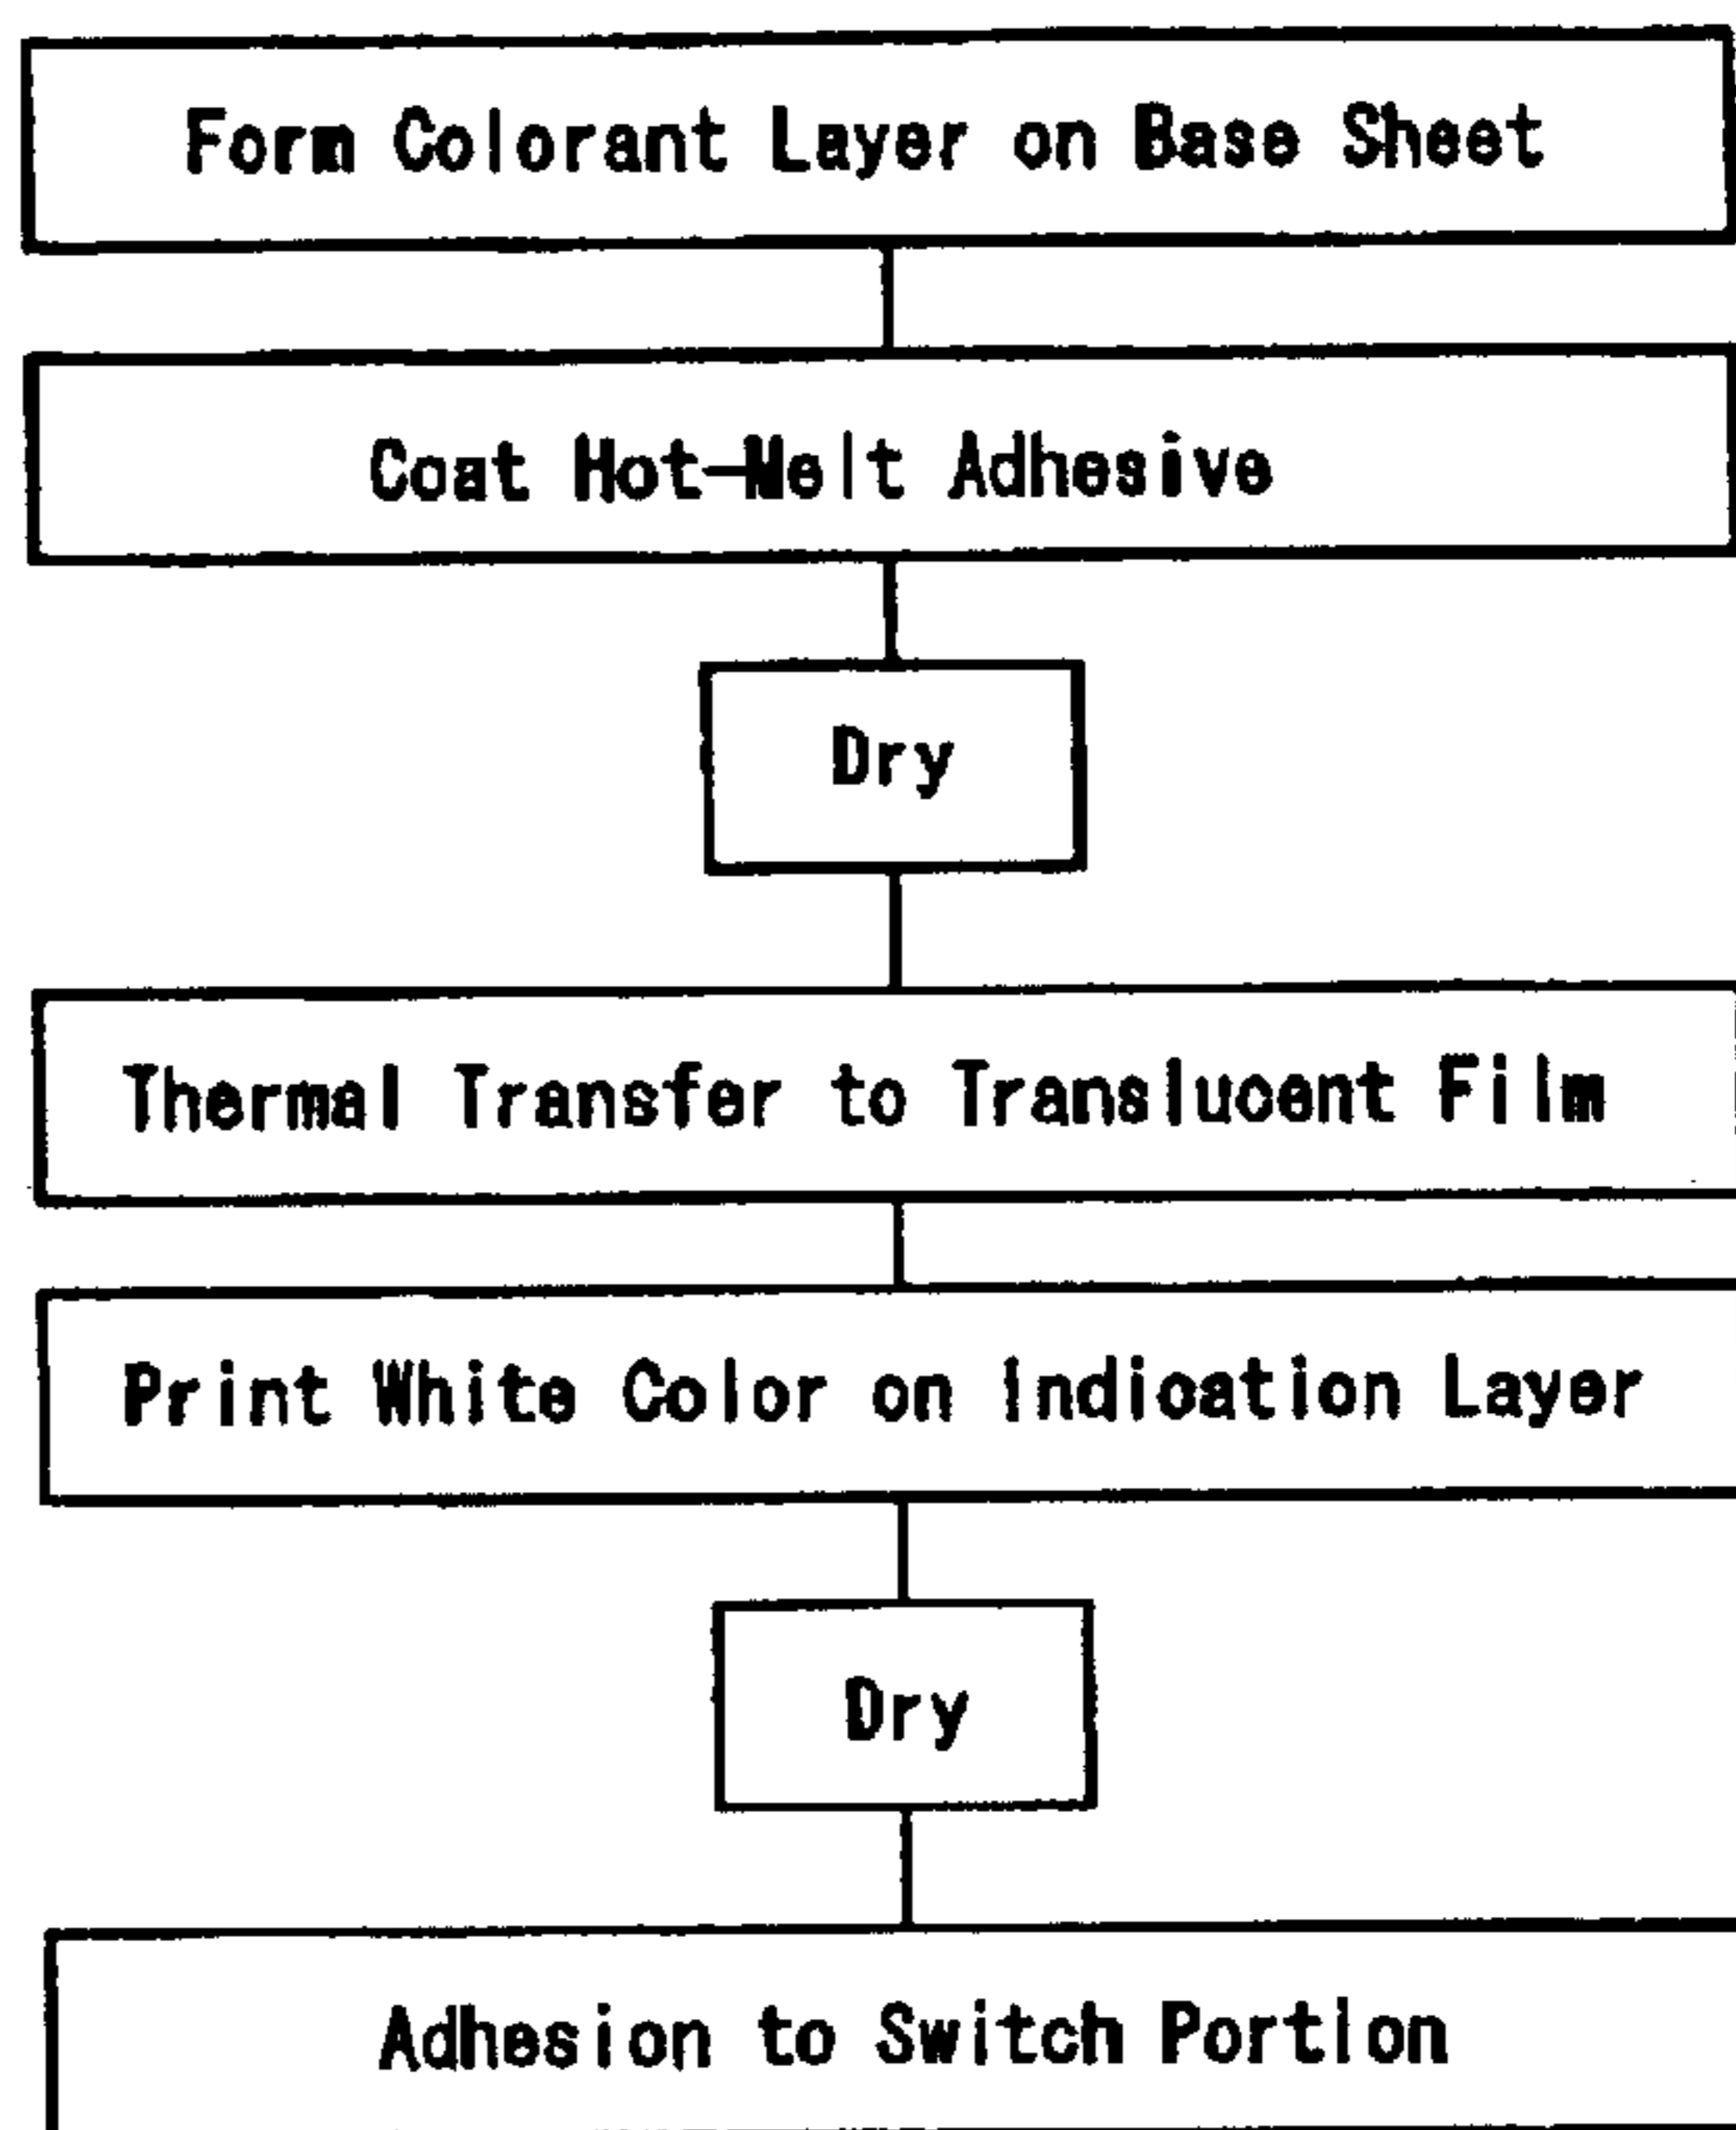 Form Colorant Layer on Base Sheet
Coat Hot-Melt Adhesive
Dry
Thermal Transfer to Translucent Film
Print White Color on Indication Layer
Dry
Adhesion to Switch Portion